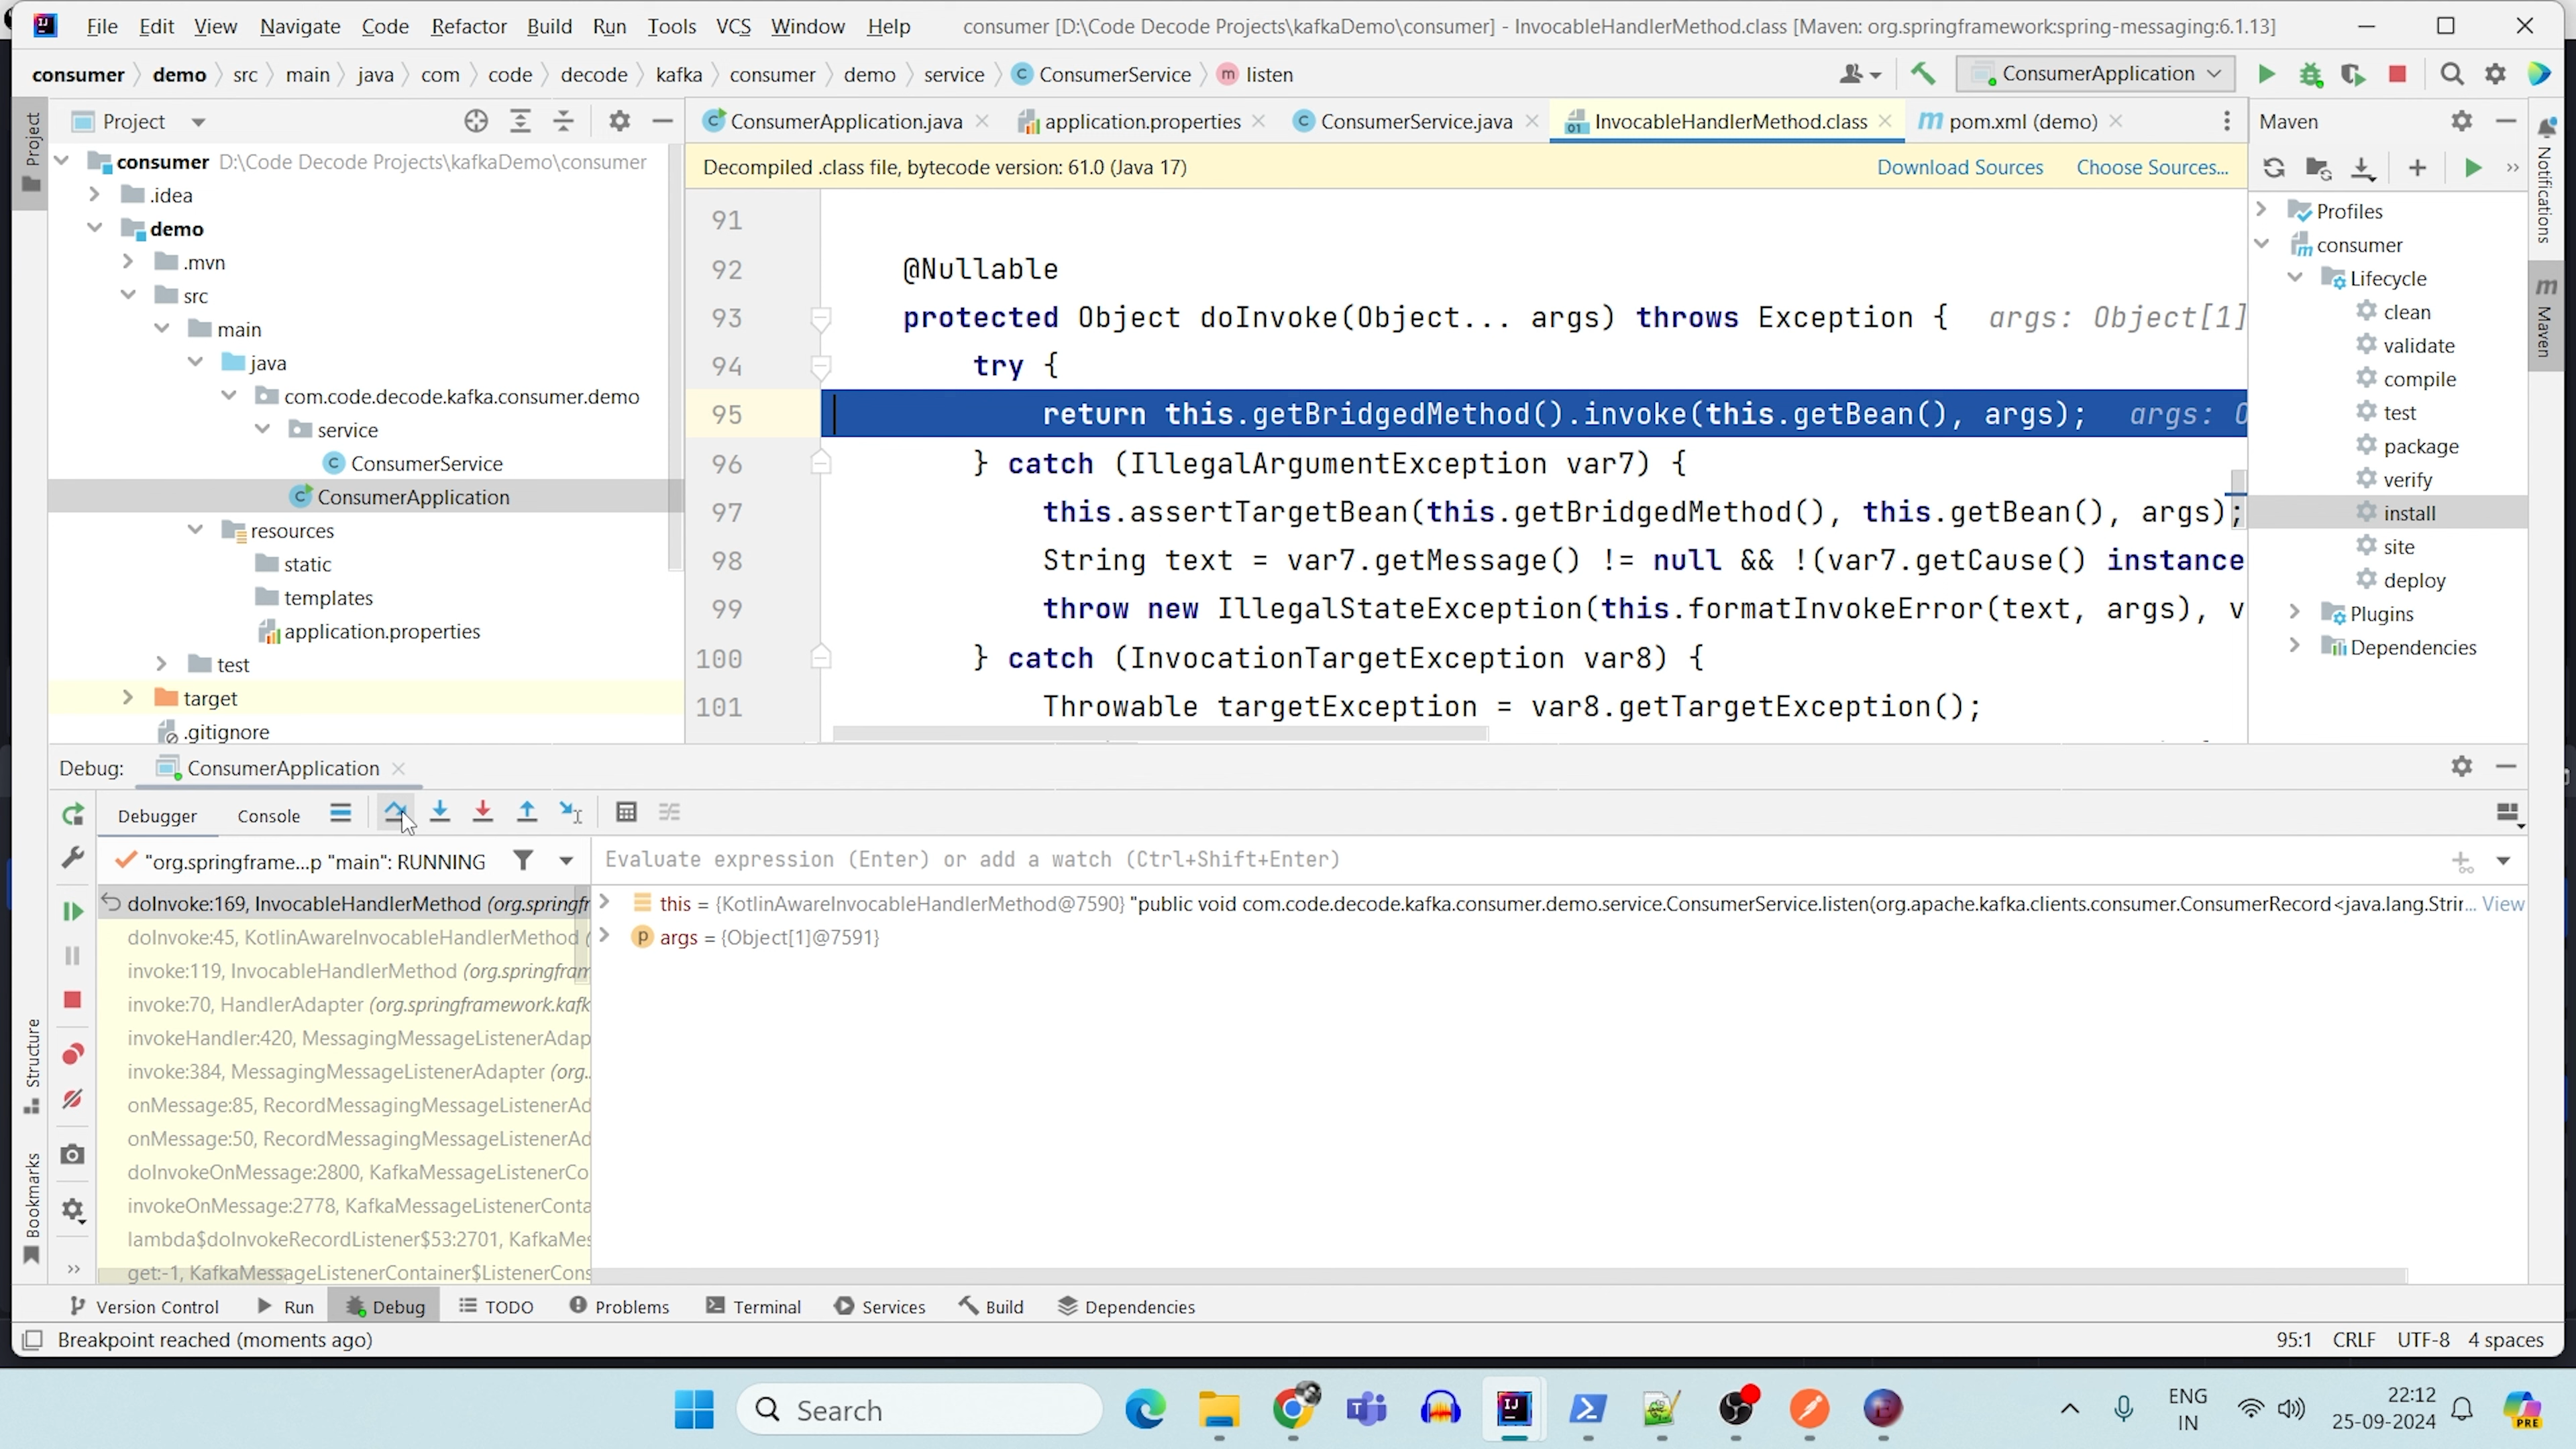 File Edit View Navigate Code Refactor Build Run Tools VCS Window Help consumer [D:\Code Decode Projects\kafkaDemo\consumer] - InvocableHandlerMethod.class [Maven: org.springframework:spring-messaging:6.1.13]
consumer demo src main java com code decode kafka consumer demo service ConsumerService listen ConsumerApplication
Project
ConsumerApplication.java application.properties ConsumerService.java InvocableHandlerMethod.class pom.xml (demo)
Maven
Decompiled .class file, bytecode version: 61.0 (Java 17) Download Sources Choose Sources...
consumer D:\Code Decode Projects\kafkaDemo\consumer
.idea
demo
.mvn
src
main
java
com.code.decode.kafka.consumer.demo
service
ConsumerService
ConsumerApplication
resources
static
templates
application.properties
test
target
.gitignore
91
92 @Nullable
93 protected Object doInvoke(Object... args) throws Exception { args: Object[1]
94 try {
95 return this.getBridgedMethod().invoke(this.getBean(), args); args: O
96 } catch (IllegalArgumentException var7) {
97 this.assertTargetBean(this.getBridgedMethod(), this.getBean(), args);
98 String text = var7.getMessage() != null && !(var7.getCause() instance
99 throw new IllegalStateException(this.formatInvokeError(text, args), v
100 } catch (InvocationTargetException var8) {
101 Throwable targetException = var8.getTargetException();
Profiles
consumer
Lifecycle
clean
validate
compile
test
package
verify
install
site
deploy
Plugins
Dependencies
Project
Structure
Bookmarks
Notifications
Maven
Debug: ConsumerApplication
Debugger Console
"org.springframe...p "main": RUNNING
Evaluate expression (Enter) or add a watch (Ctrl+Shift+Enter)
doInvoke:169, InvocableHandlerMethod (org.springfr
doInvoke:45, KotlinAwareInvocableHandlerMethod (
invoke:119, InvocableHandlerMethod (org.springfram
invoke:70, HandlerAdapter (org.springframework.kafk
invokeHandler:420, MessagingMessageListenerAdap
invoke:384, MessagingMessageListenerAdapter (org.
onMessage:85, RecordMessagingMessageListenerAd
onMessage:50, RecordMessagingMessageListenerAd
doInvokeOnMessage:2800, KafkaMessageListenerCo
invokeOnMessage:2778, KafkaMessageListenerConta
lambda$doInvokeRecordListener$53:2701, KafkaMes
get:-1, KafkaMessageListenerContainer$ListenerCons
this = {KotlinAwareInvocableHandlerMethod@7590} "public void com.code.decode.kafka.consumer.demo.service.ConsumerService.listen(org.apache.kafka.clients.consumer.ConsumerRecord<java.lang.Strir... View
args = {Object[1]@7591}
Version Control Run Debug TODO Problems Terminal Services Build Dependencies
Breakpoint reached (moments ago) 95:1 CRLF UTF-8 4 spaces
Search
ENG
IN
22:12
25-09-2024
PRE